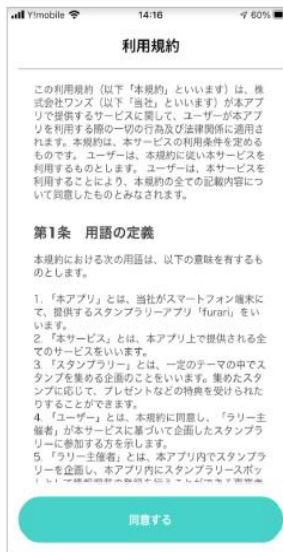 Y!mobile 14:16 60%
利用規約
この利用規約（以下「本規約」といいます）は、株
式会社ワンズ（以下「当社」といいます）が本アプ
リで提供するサービスに関して、ユーザーが本アプ
リを利用する際の一切の行為及び法律関係に適用さ
れます。本規約は、本サービスの利用条件を定める
ものです。 ユーザーは、本規約に従い本サービスを
利用するものとします。 ユーザーは、本サービスを
利用することにより、本規約の全ての記載内容につ
いて同意したものとみなされます。
第1条　用語の定義
本規約における次の用語は、以下の意味を有するも
のとします。
1. 「本アプリ」とは、当社がスマートフォン端末に
て、提供するスタンプラリーアプリ「furari」をい
います。
2. 「本サービス」とは、本アプリ上で提供される全
てのサービスをいいます。
3. 「スタンプラリー」とは、一定のテーマの中でス
タンプを集める企画のことをいいます。集めたスタ
ンプに応じて、プレゼントなどの特典を受けられた
りすることができます。
4. 「ユーザー」とは、本規約に同意し、「ラリー主
催者」が本サービスに基づいて企画したスタンプラ
リーに参加する方を示します。
5. 「ラリー主催者」とは、本アプリ内でスタンプラ
リーを企画し、本アプリ内にスタンプラリースポッ
同意する